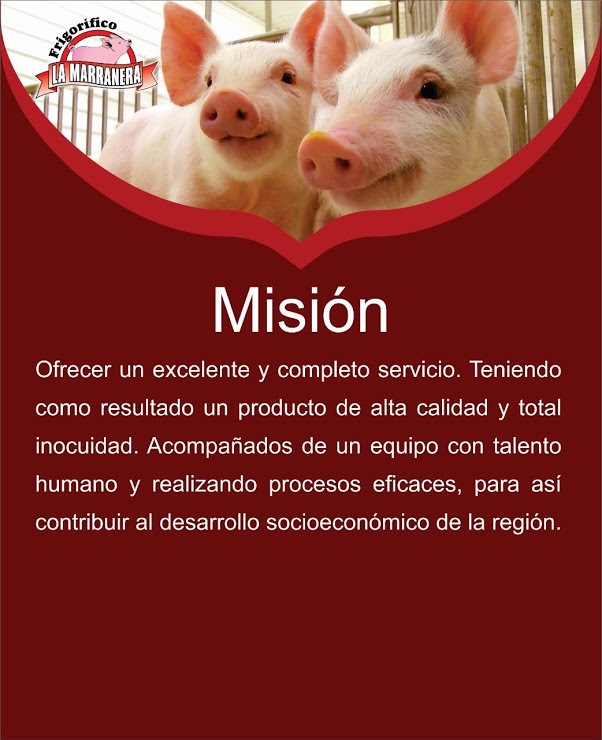 Frigorífico
LA MARRANERA
Misión
Ofrecer un excelente y completo servicio. Teniendo
como resultado un producto de alta calidad y total
inocuidad. Acompañados de un equipo con talento
humano y realizando procesos eficaces, para así
contribuir al desarrollo socioeconómico de la región.